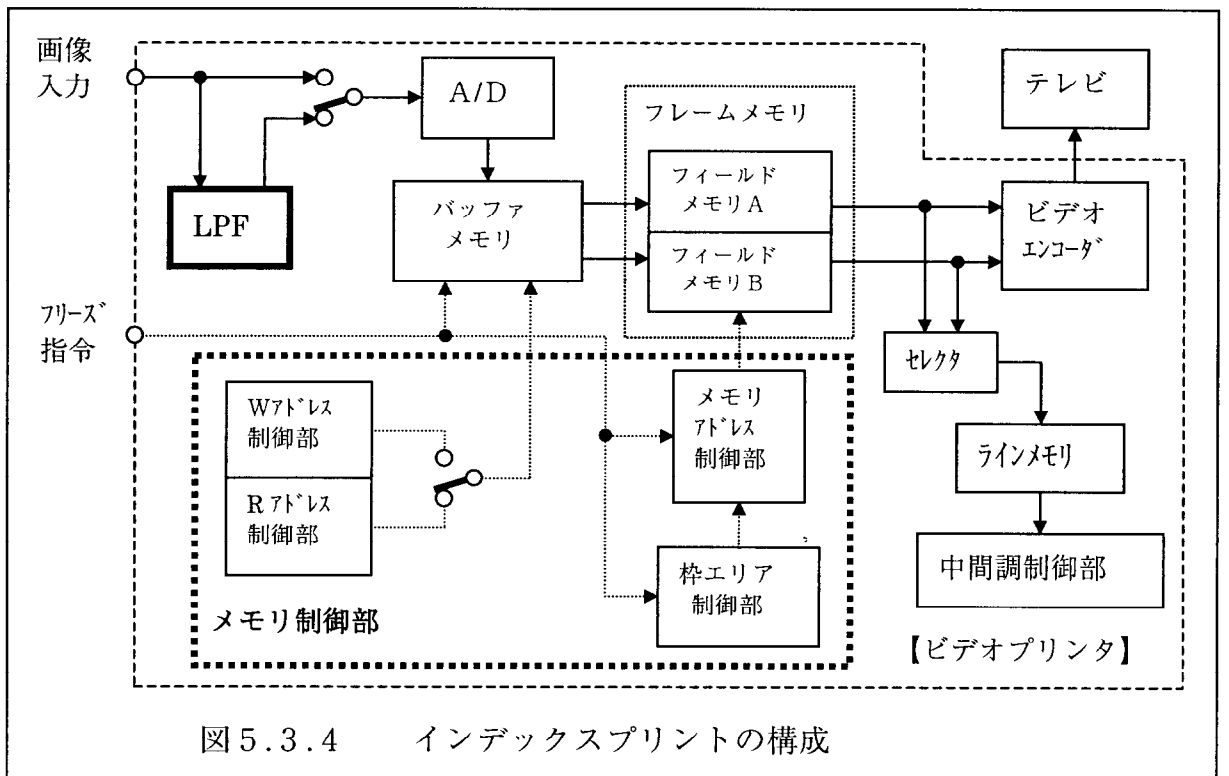 画像
入力
A/D
LPF
バッファ
メモリ
フレームメモリ
フィールド
メモリA
フィールド
メモリB
テレビ
ビデオ
エンコーダ
フリーズ
指令
Wアドレス
制御部
Rアドレス
制御部
メモリ
アドレス
制御部
枠エリア
制御部
メモリ制御部
セレクタ
ラインメモリ
中間調制御部
【ビデオプリンタ】
図5.3.4 インデックスプリントの構成